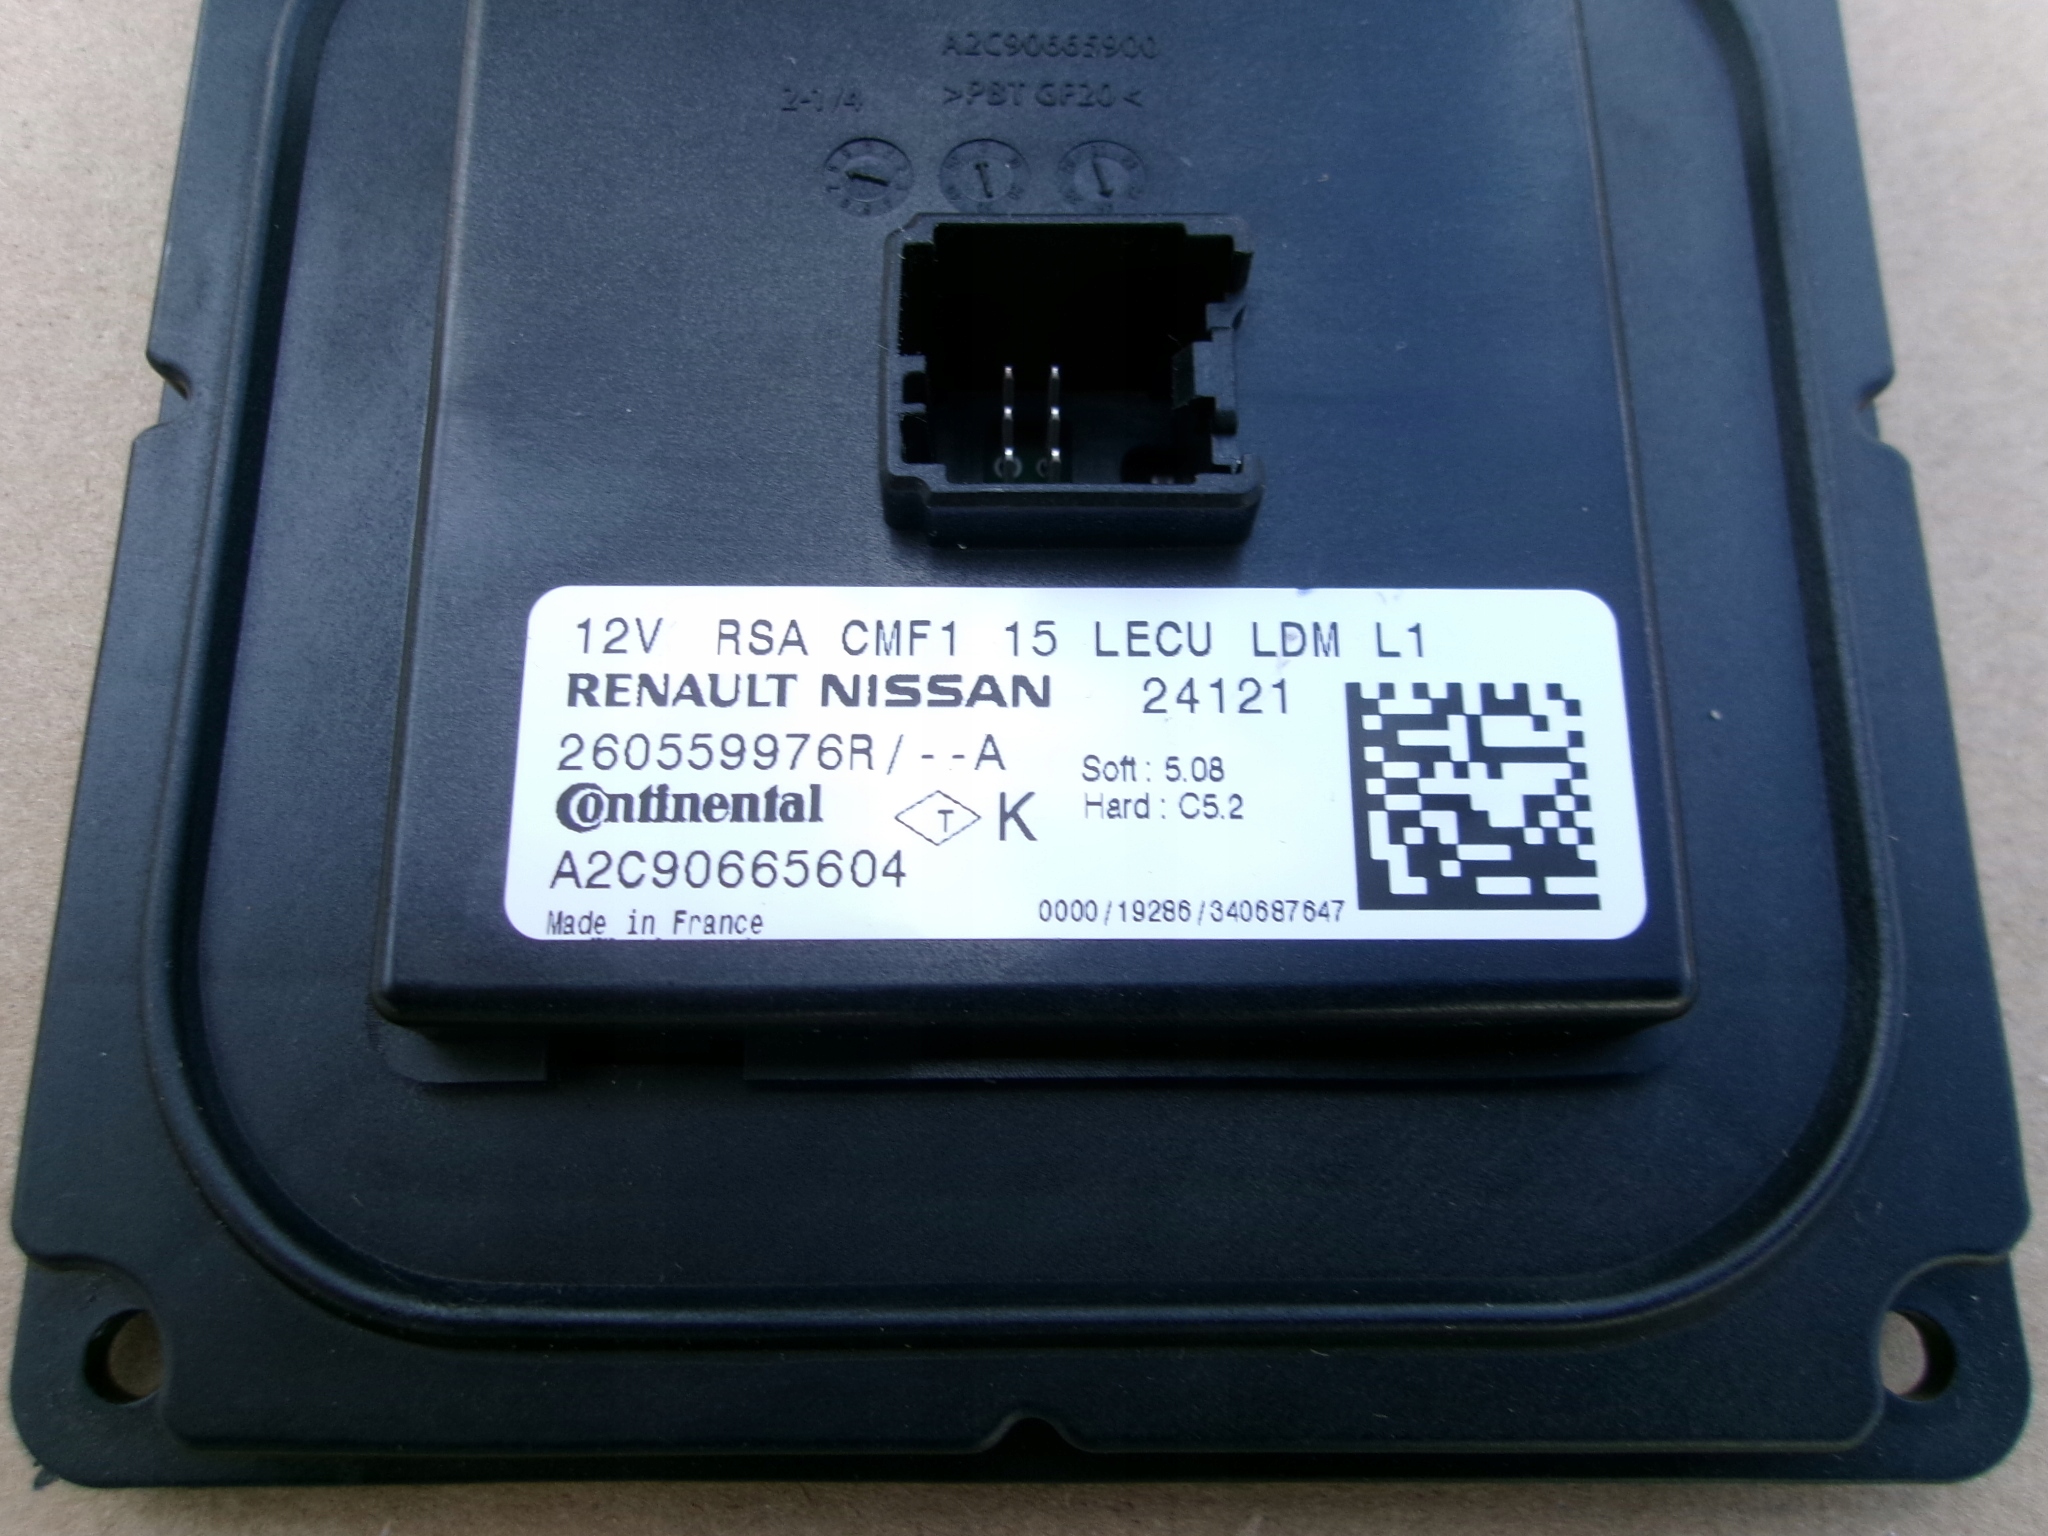 A2C90665900
2-1/4 >PBT GF20<
12V RSA CMF1 15 LECU LDM L1
RENAULT NISSAN 24121
260559976R/--A
Soft: 5.08
Continental T K Hard: C5.2
A2C90665604
Made in France 0000/19286/340687647